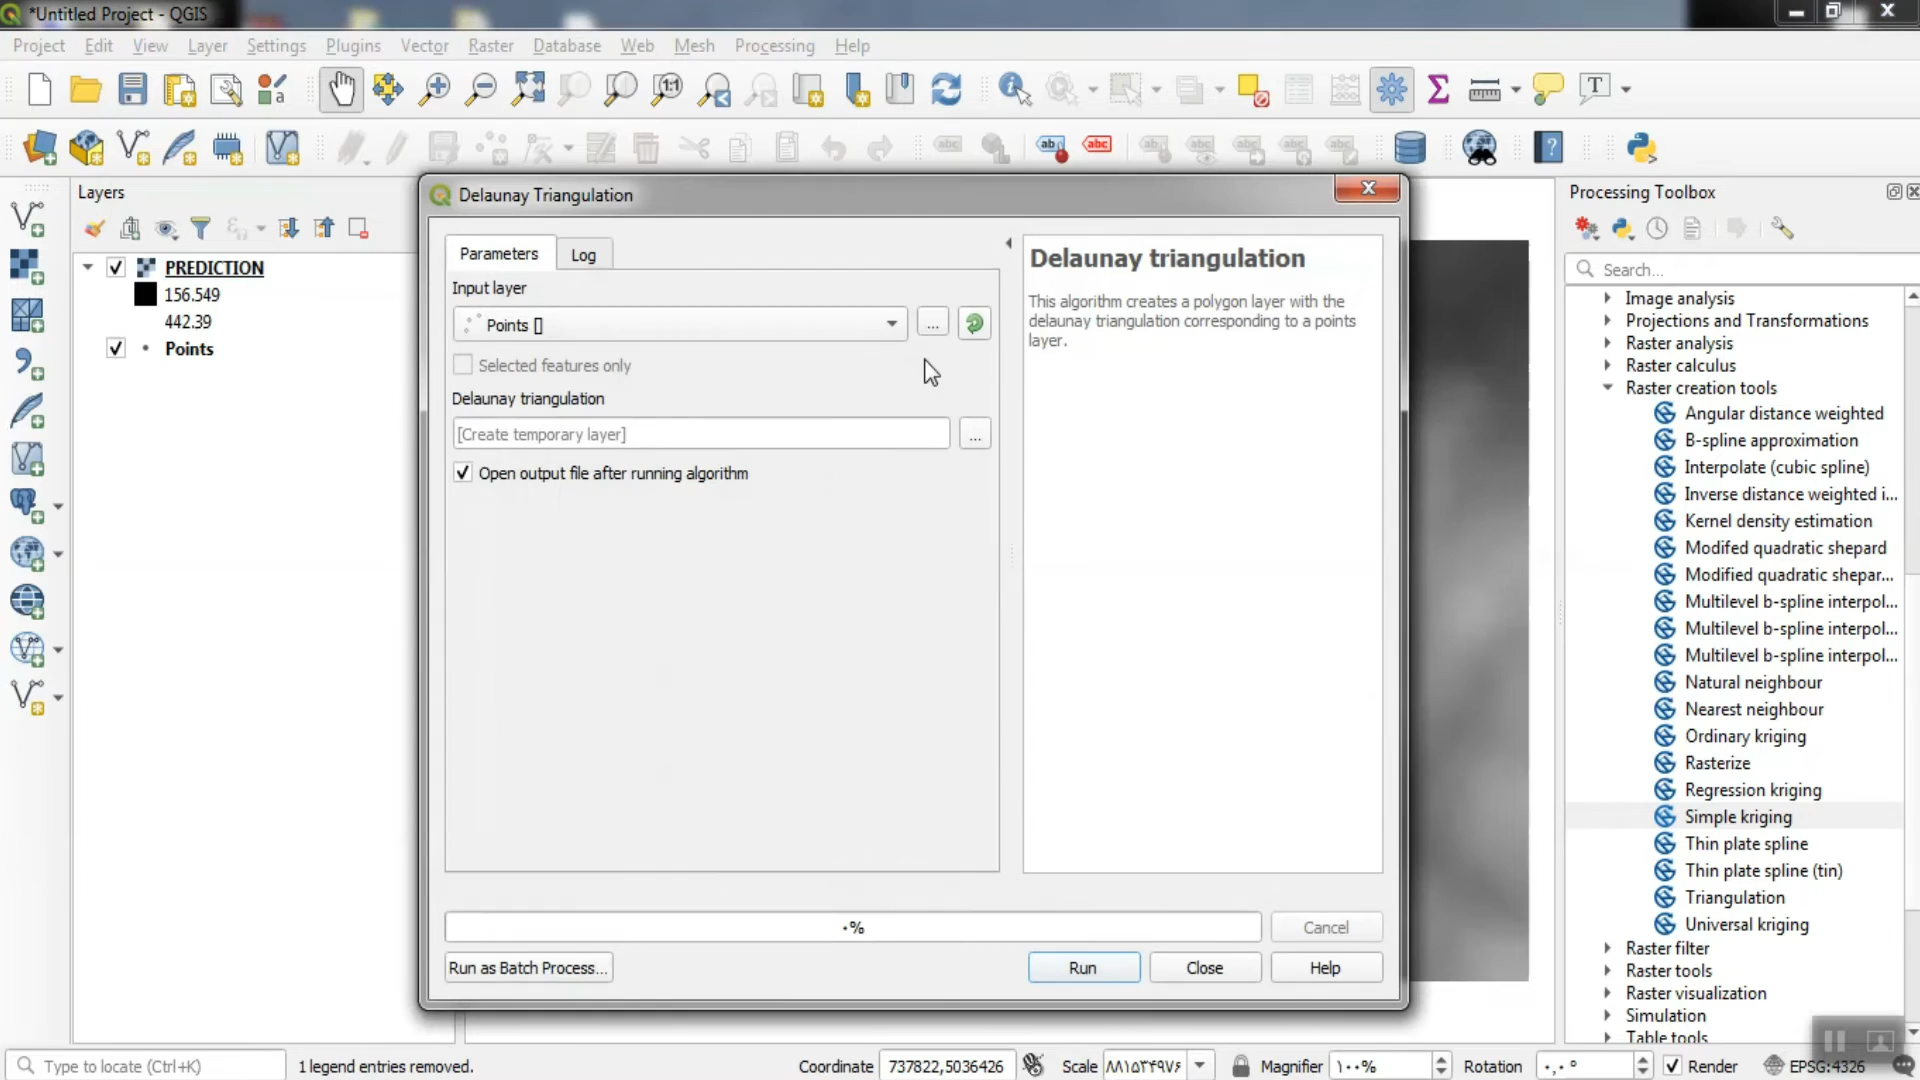 *Untitled Project - QGIS
Project Edit View Layer Settings Plugins Vector Raster Database Web Mesh Processing Help
Layers
PREDICTION
156.549
442.39
Points
Delaunay Triangulation
Parameters
Log
Input layer
Points []
...
Selected features only
Delaunay triangulation
[Create temporary layer]
...
Open output file after running algorithm
Delaunay triangulation
This algorithm creates a polygon layer with the
delaunay triangulation corresponding to a points
layer.
٠%
Cancel
Run as Batch Process...
Run
Close
Help
Processing Toolbox
Search...
Image analysis
Projections and Transformations
Raster analysis
Raster calculus
Raster creation tools
Angular distance weighted
B-spline approximation
Interpolate (cubic spline)
Inverse distance weighted i...
Kernel density estimation
Modifed quadratic shepard
Modified quadratic shepar...
Multilevel b-spline interpol...
Multilevel b-spline interpol...
Multilevel b-spline interpol...
Natural neighbour
Nearest neighbour
Ordinary kriging
Rasterize
Regression kriging
Simple kriging
Thin plate spline
Thin plate spline (tin)
Triangulation
Universal kriging
Raster filter
Raster tools
Raster visualization
Simulation
Table tools
Type to locate (Ctrl+K)
1 legend entries removed.
Coordinate 737822,5036426
Scale
Magnifier ١٠٠%
Rotation ٠,٠ °
Render
EPSG:4326